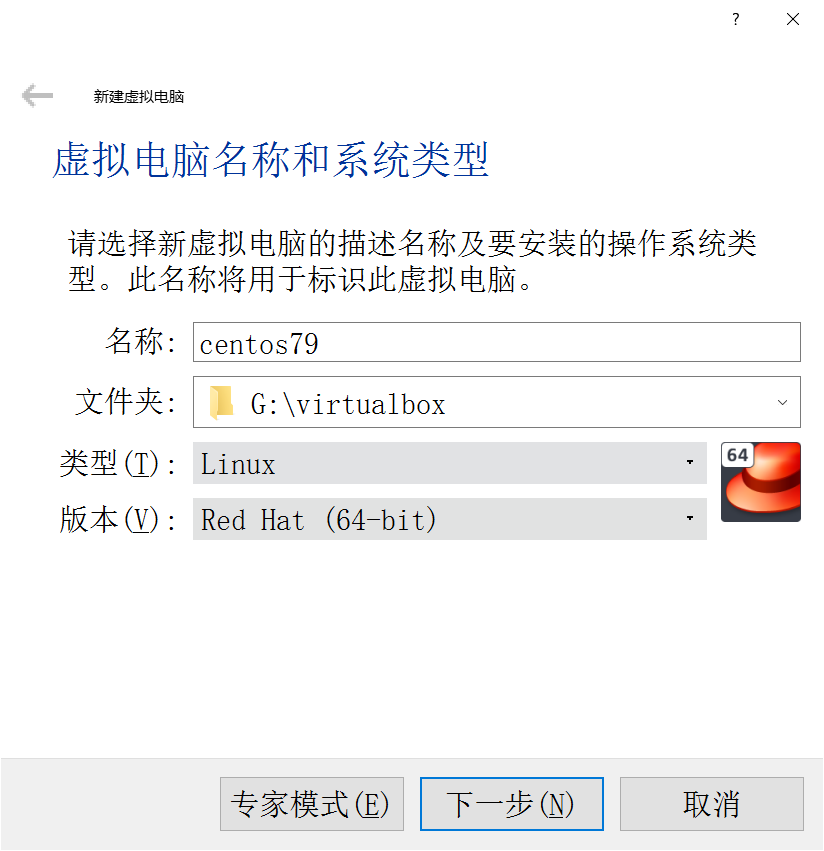 ?
新建虚拟电脑
虚拟电脑名称和系统类型
请选择新虚拟电脑的描述名称及要安装的操作系统类
型。此名称将用于标识此虚拟电脑。
名称: centos79
文件夹: G:\virtualbox
类型(T): Linux
64
版本(V): Red Hat (64-bit)
专家模式(E) 下一步(N) 取消